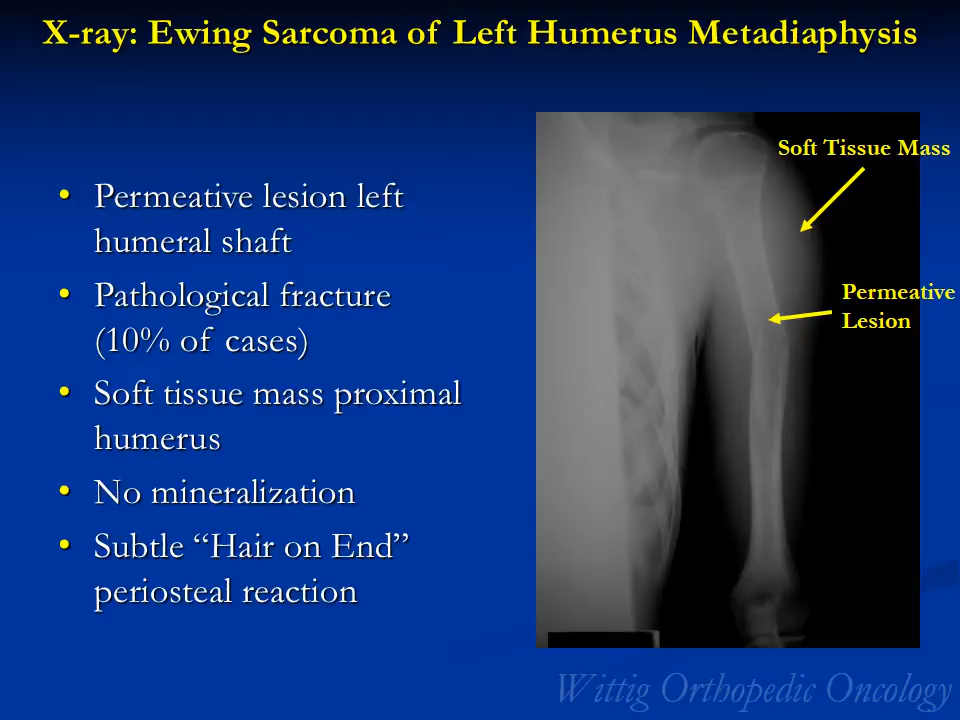 X-ray: Ewing Sarcoma of Left Humerus Metadiaphysis
Soft Tissue Mass
• Permeative lesion left
humeral shaft
• Pathological fracture
(10% of cases)
• Soft tissue mass proximal
humerus
• No mineralization
• Subtle “Hair on End”
periosteal reaction
Permeative
Lesion
Wittig Orthopedic Oncology